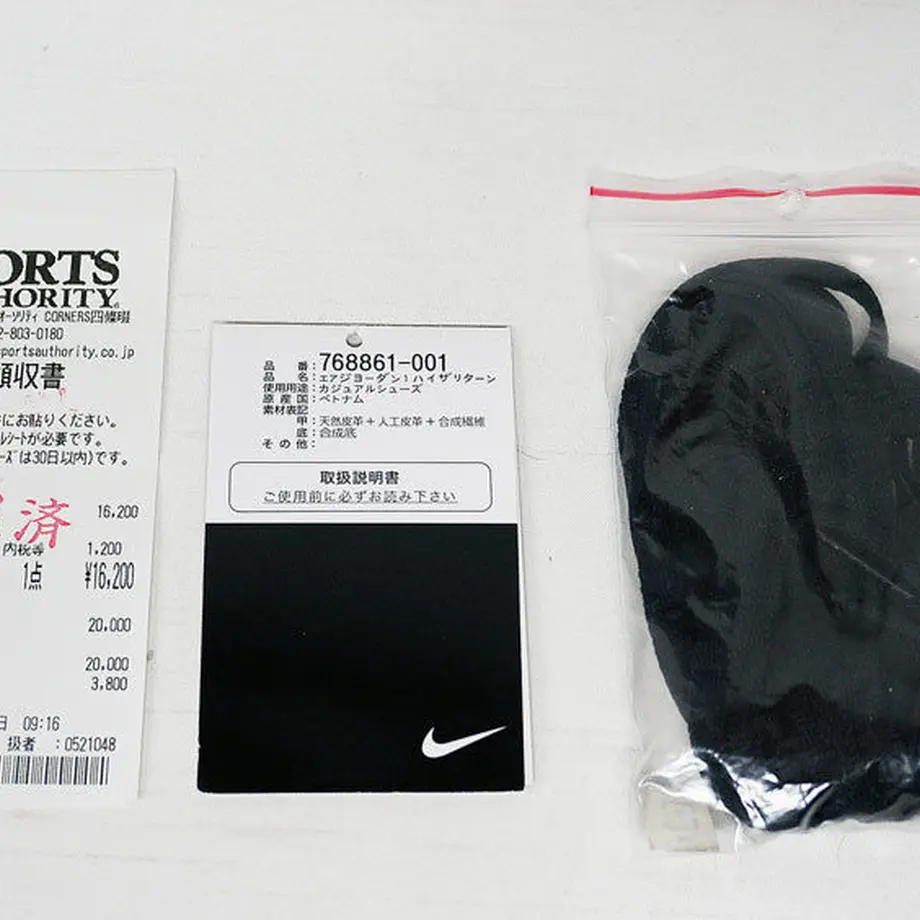 ORTS
HORITY
オーソリティ CORNERS四條畷
2-803-0180
portsauthority.co.jp
領収書
にお貼りください。
ルシートが必要です。
ズは30日以内)です。
済
16,200
内税等 1,200
1点 ¥16,200
20,000
20,000
3,800
日 09:16
扱者 :0521048
品番:768861-001
品名:エアジョーダン1ハイザリターン
使用用途:カジュアルシューズ
原産国:ベトナム
素材表記
甲:天然皮革+人工皮革+合成繊維
底:合成底
その他:
取扱説明書
ご使用前に必ずお読み下さい